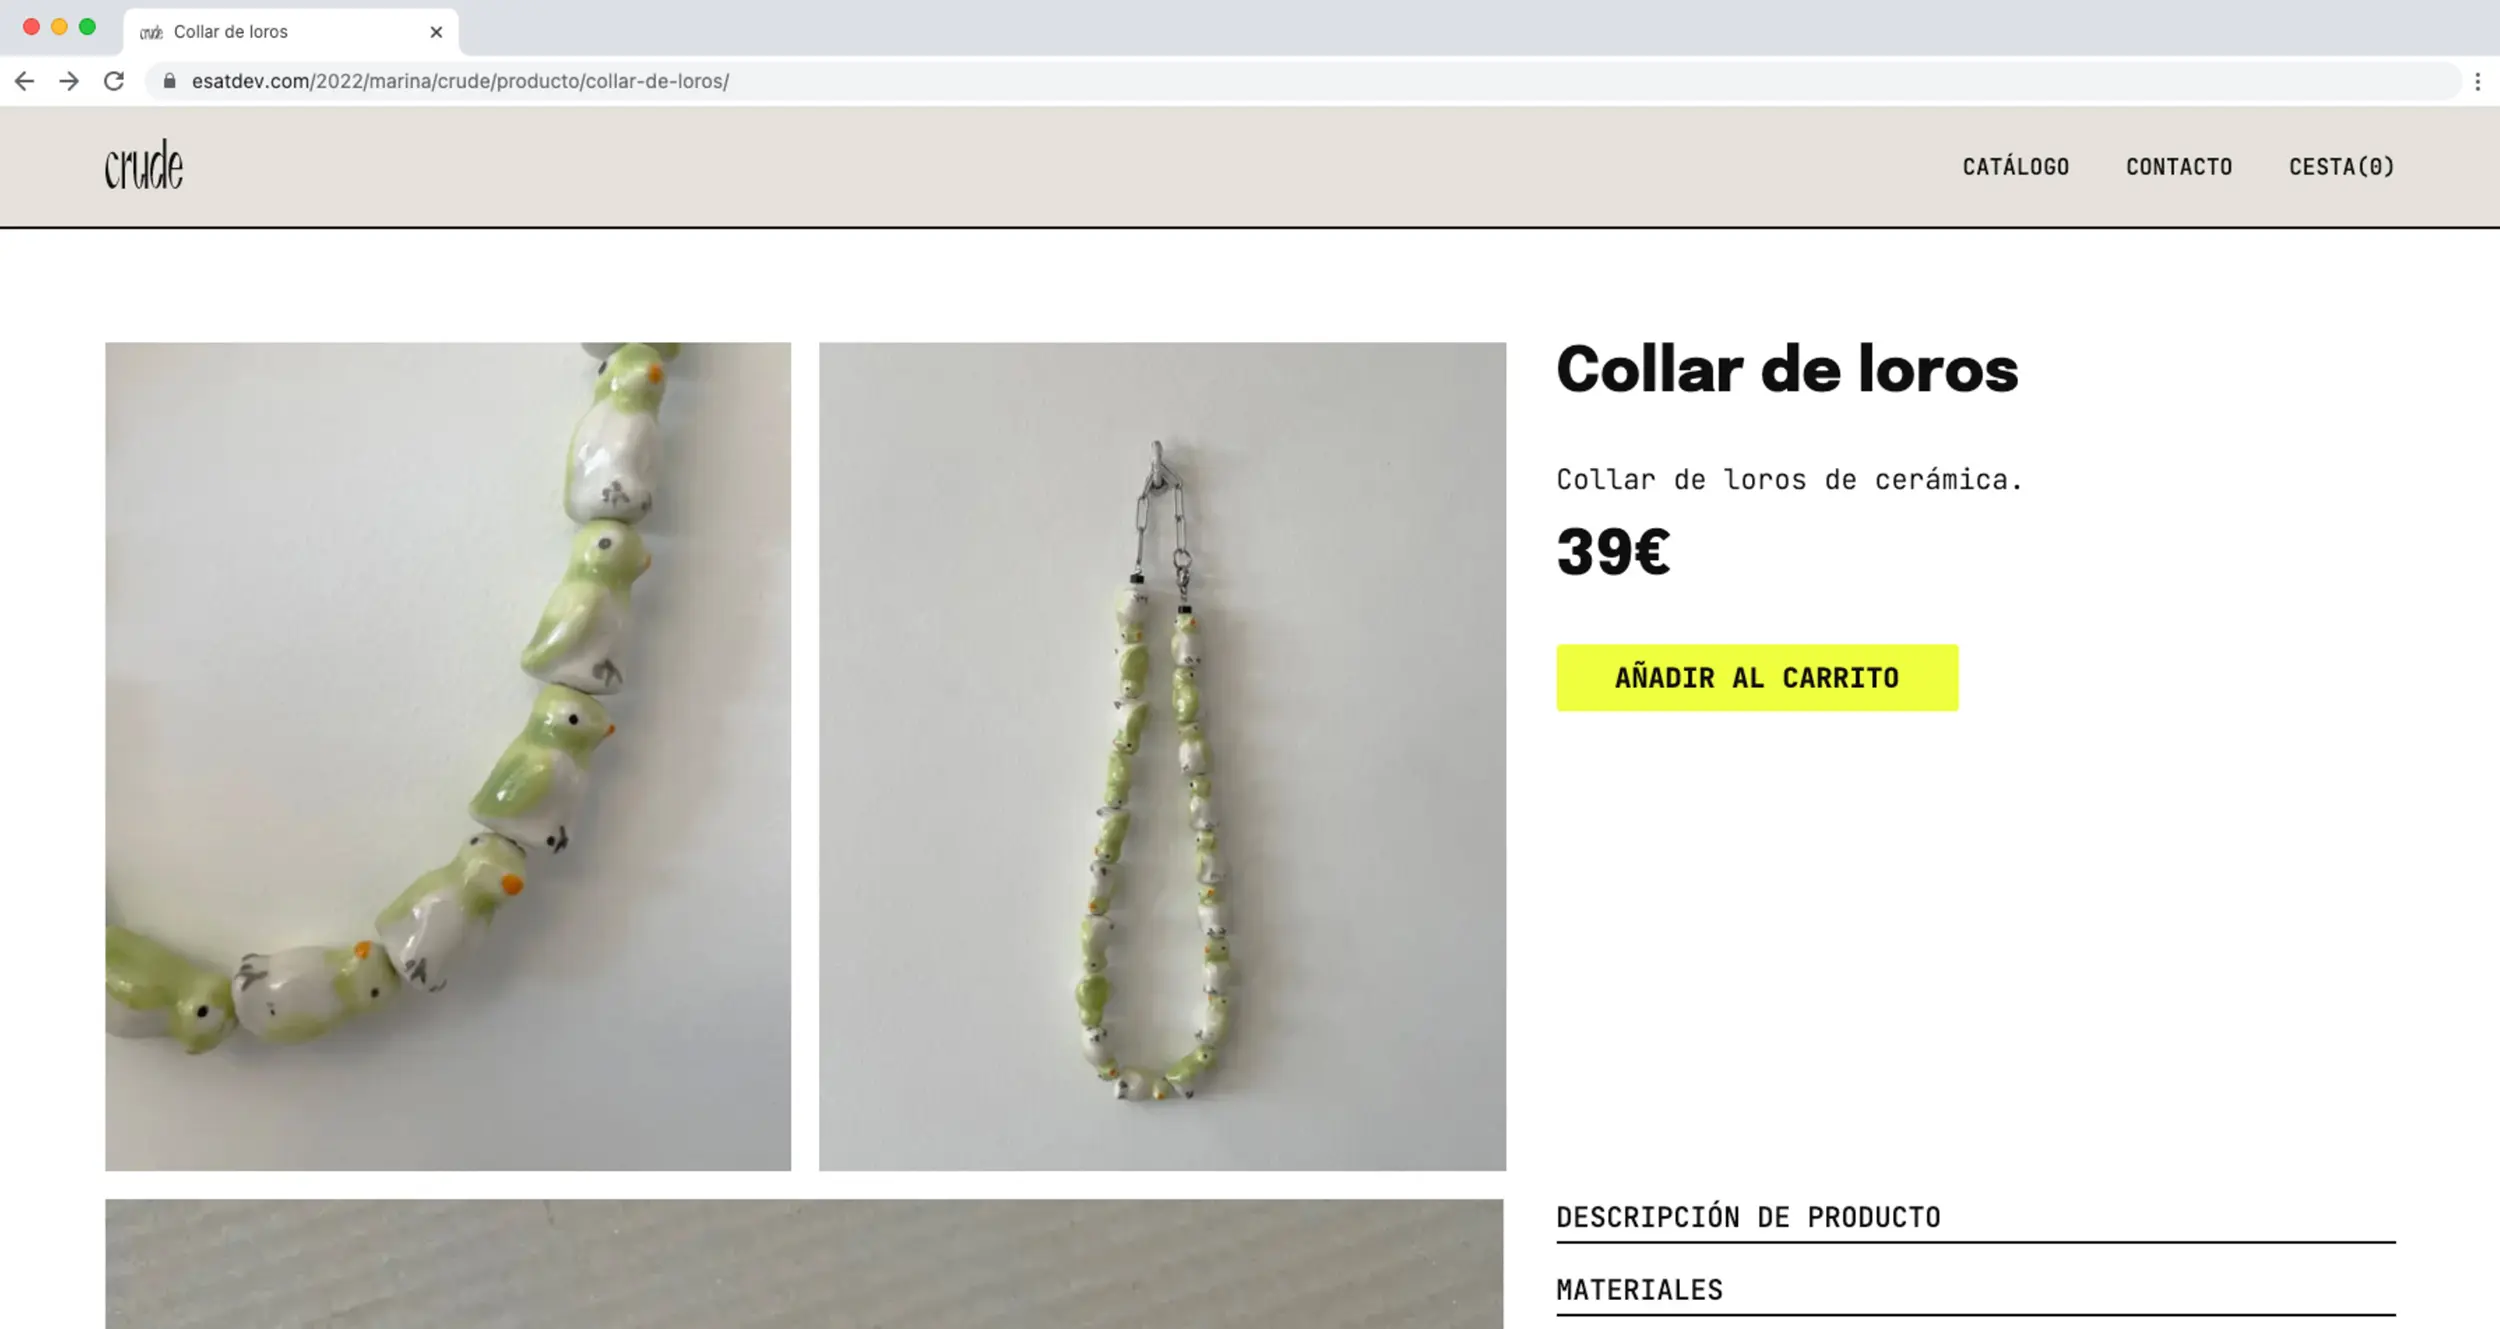 crude Collar de loros
esatdev.com/2022/marina/crude/producto/collar-de-loros/
crude
CATÁLOGO CONTACTO CESTA(0)
Collar de loros
Collar de loros de cerámica.
39€
AÑADIR AL CARRITO
DESCRIPCIÓN DE PRODUCTO
MATERIALES